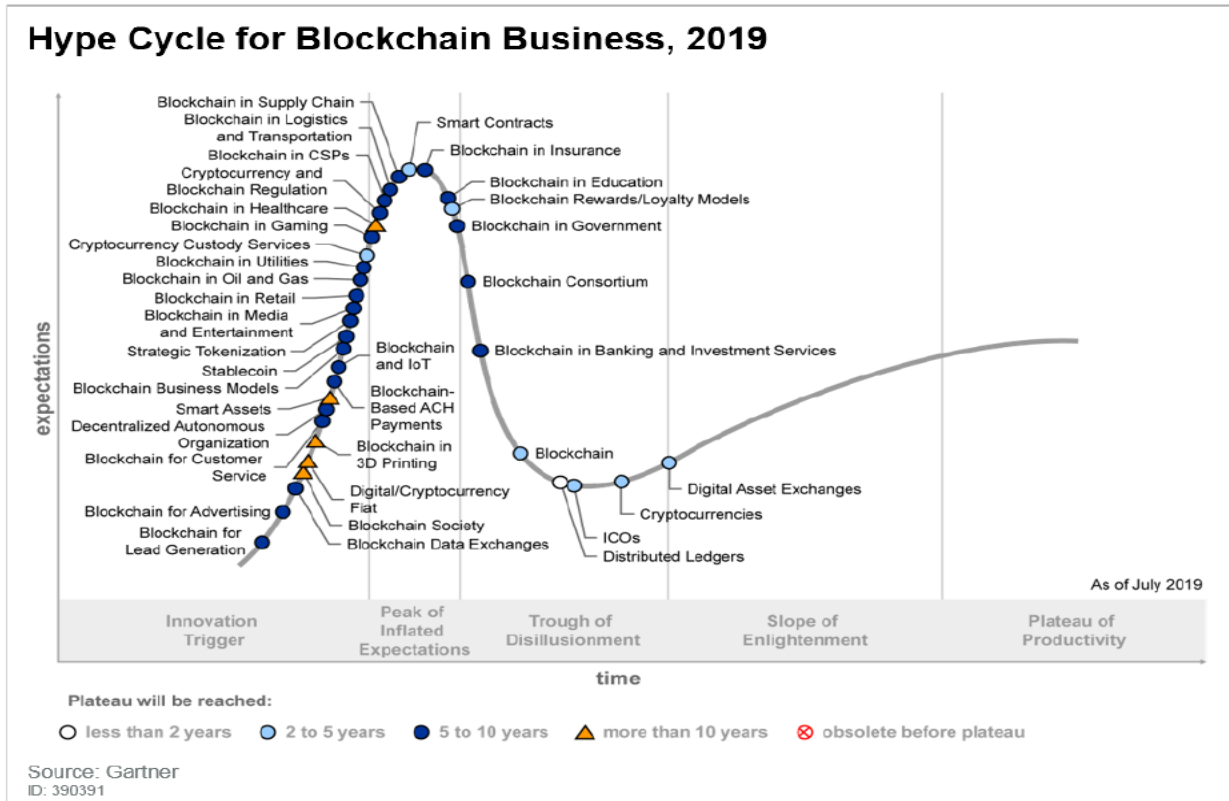 Hype Cycle for Blockchain Business, 2019
Blockchain in Supply Chain
Blockchain in Logistics
and Transportation
Blockchain in CSPs
Cryptocurrency and
Blockchain Regulation
Blockchain in Healthcare
Blockchain in Gaming
Cryptocurrency Custody Services
Blockchain in Utilities
Blockchain in Oil and Gas
Blockchain in Retail
Blockchain in Media
and Entertainment
Strategic Tokenization
Stablecoin
Blockchain Business Models
Smart Assets
Decentralized Autonomous
Organization
Blockchain for Customer
Service
Blockchain for Advertising
Blockchain for
Lead Generation
Blockchain
and IoT
Blockchain-
Based ACH
Payments
Blockchain in
3D Printing
Digital/Cryptocurrency
Fiat
Blockchain Society
Blockchain Data Exchanges
Smart Contracts
Blockchain in Insurance
Blockchain in Education
Blockchain Rewards/Loyalty Models
Blockchain in Government
Blockchain Consortium
Blockchain in Banking and Investment Services
Blockchain
Digital Asset Exchanges
Cryptocurrencies
ICOs
Distributed Ledgers
expectations
As of July 2019
Innovation
Trigger
Peak of
Inflated
Expectations
Trough of
Disillusionment
Slope of
Enlightenment
Plateau of
Productivity
time
Plateau will be reached:
less than 2 years
2 to 5 years
5 to 10 years
more than 10 years
obsolete before plateau
Source: Gartner
ID: 390391